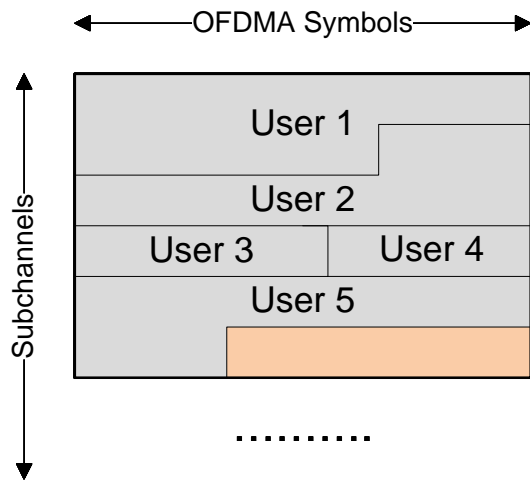 OFDMA Symbols
Subchannels
User 1
User 2
User 3 User 4
User 5
..........